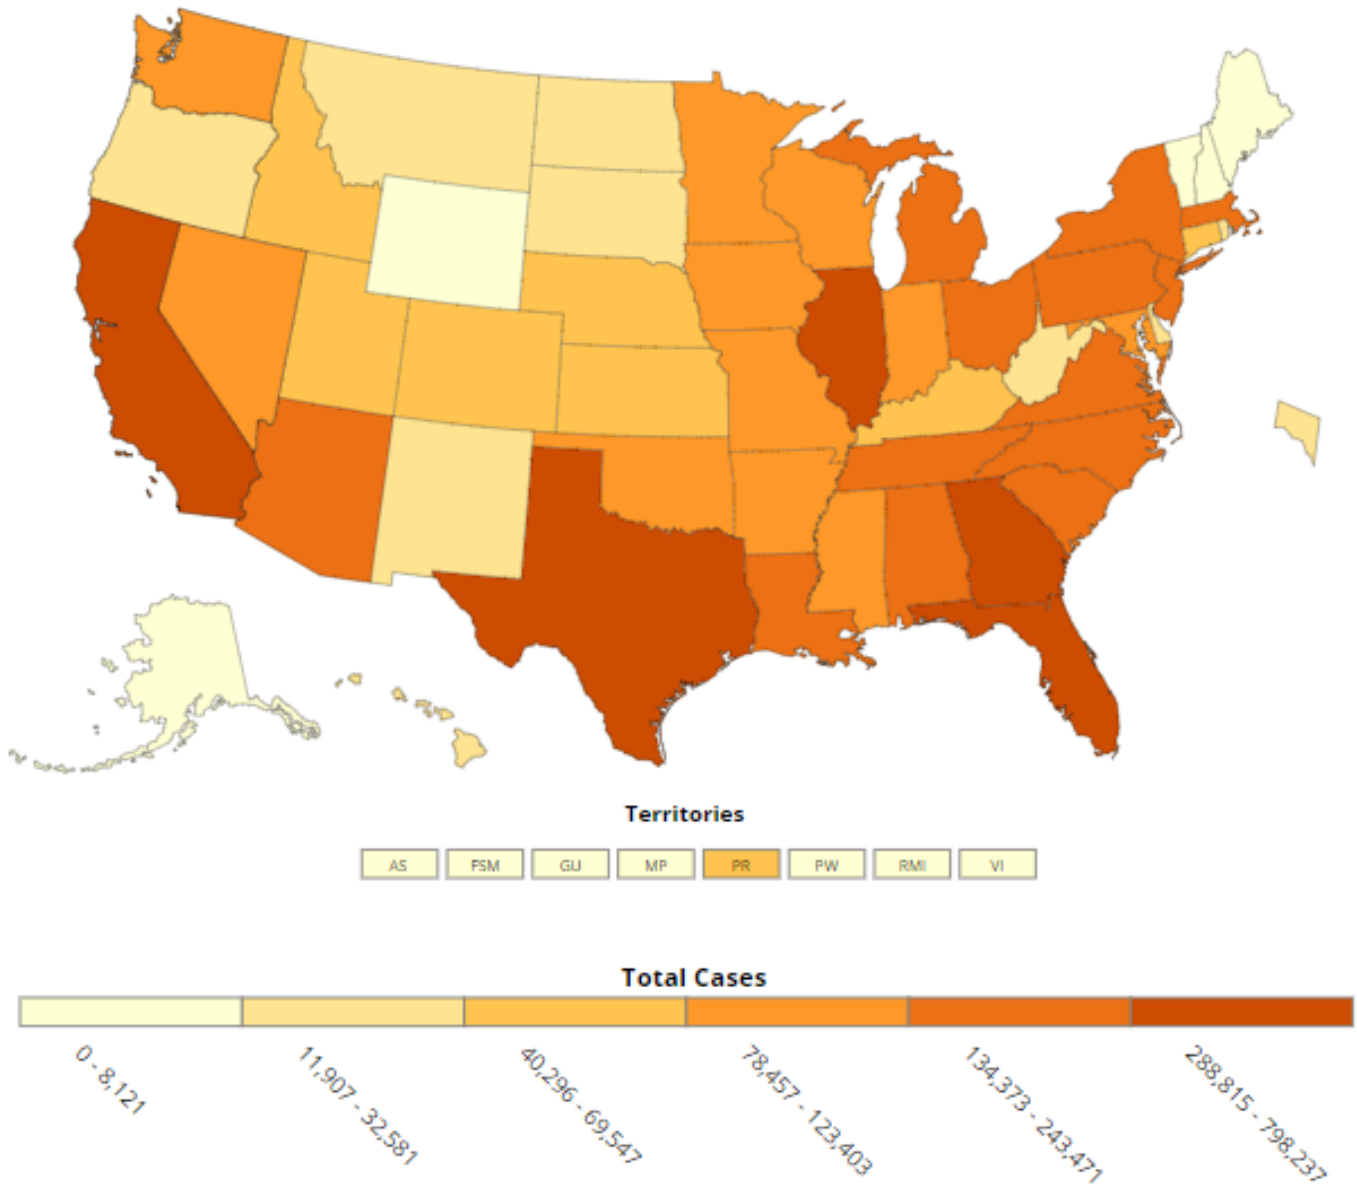 Territories
AS FSM GU MP PR PW RMI VI
Total Cases
0 - 8,121
11,907 - 32,581
40,296 - 69,547
78,457 - 123,403
134,373 - 243,471
288,815 - 798,237